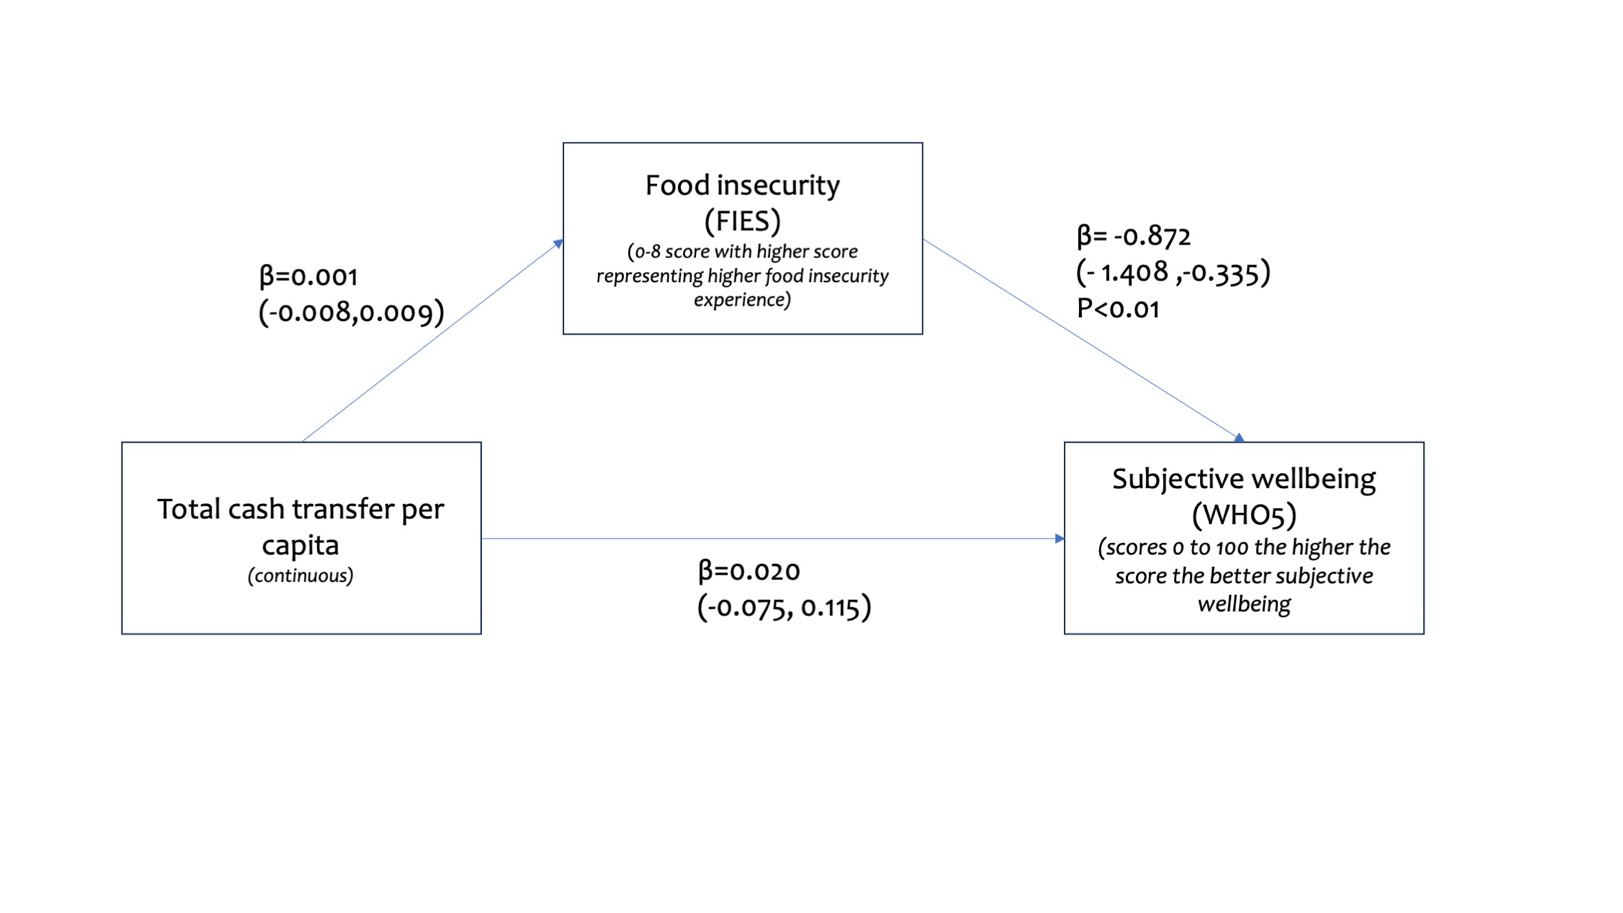 Food insecurity
(FIES)
(0-8 score with higher score
representing higher food insecurity
experience)
β= -0.872
(- 1.408 ,-0.335)
P<0.01
β=0.001
(-0.008,0.009)
Total cash transfer per
capita
(continuous)
β=0.020
(-0.075, 0.115)
Subjective wellbeing
(WHO5)
(scores 0 to 100 the higher the
score the better subjective
wellbeing